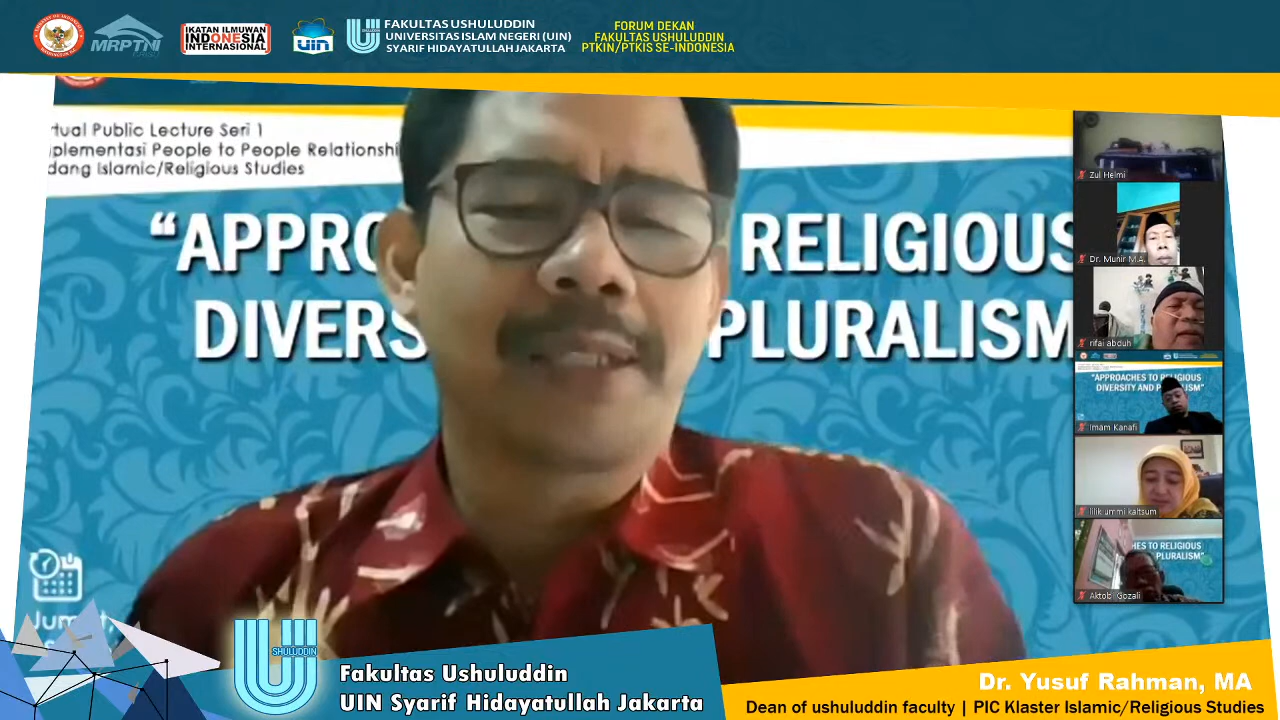 MRPTNI
IKATAN ILMUWAN
INDONESIA
INTERNASIONAL
uin
USHULUDDIN
FAKULTAS USHULUDDIN
UNIVERSITAS ISLAM NEGERI (UIN)
SYARIF HIDAYATULLAH JAKARTA
FORUM DEKAN
FAKULTAS USHULUDDIN
PTKIN/PTKIS SE-INDONESIA
rtual Public Lecture Seri 1
plementasi People to People Relationshi
dang Islamic/Religious Studies
"APPRO RELIGIOUS
DIVERS PLURALISM
Zul Helmi
Dr. Munir M.A.
rifai abduh
"APPROACHES TO RELIGIOUS
DIVERSITY AND PLURALISM"
Imam Kanafi
lilik ummi kaltsum
HES TO RELIGIOUS
PLURALISM"
Aktobi Gozali
Jum t,
USHULUDDIN
Fakultas Ushuluddin
UIN Syarif Hidayatullah Jakarta
Dr. Yusuf Rahman, MA
Dean of ushuluddin faculty | PIC Klaster Islamic/Religious Studies